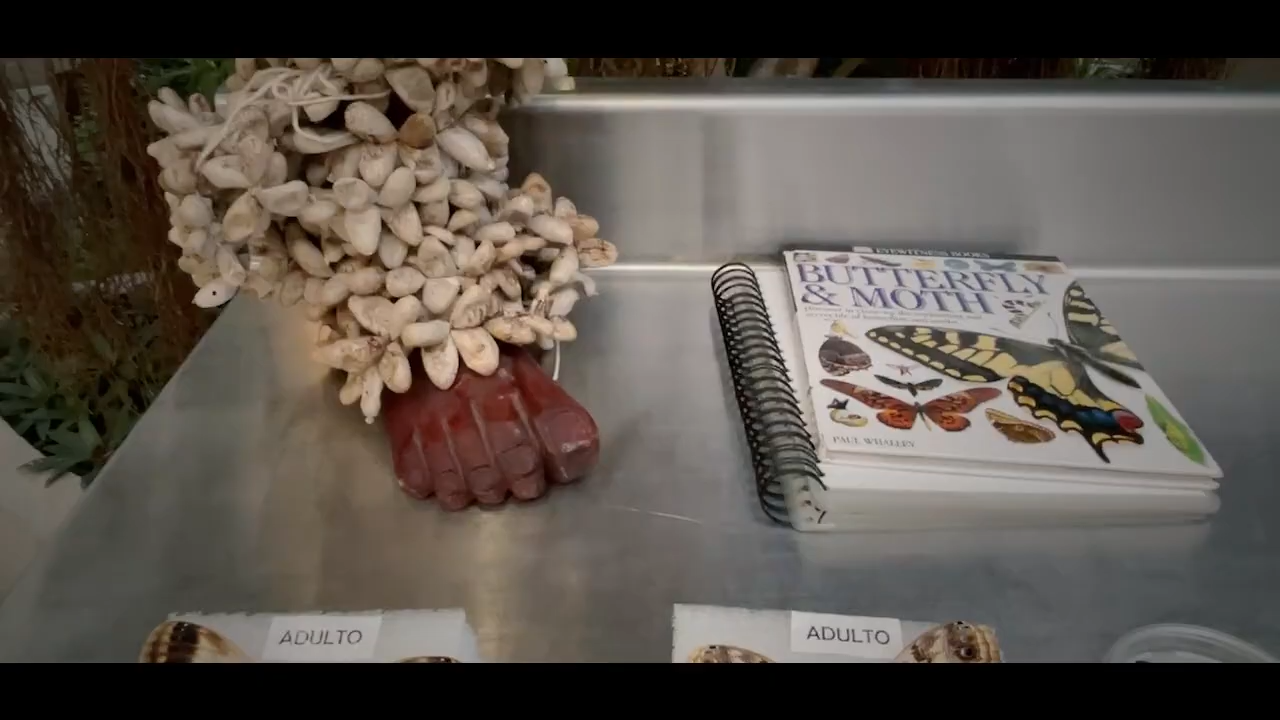 EYEWITNESS BOOKS
BUTTERFLY
& MOTH
PAUL WHALLEY
ADULTO
ADULTO